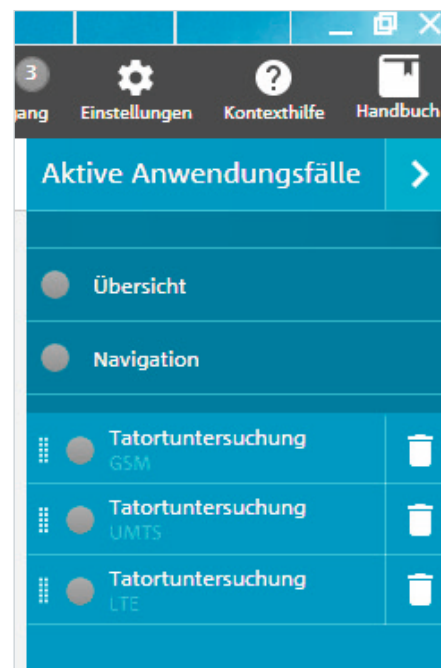 3
gang Einstellungen Kontexthilfe Handbuch
Aktive Anwendungsfälle
Übersicht
Navigation
Tatortuntersuchung
GSM
Tatortuntersuchung
UMTS
Tatortuntersuchung
LTE